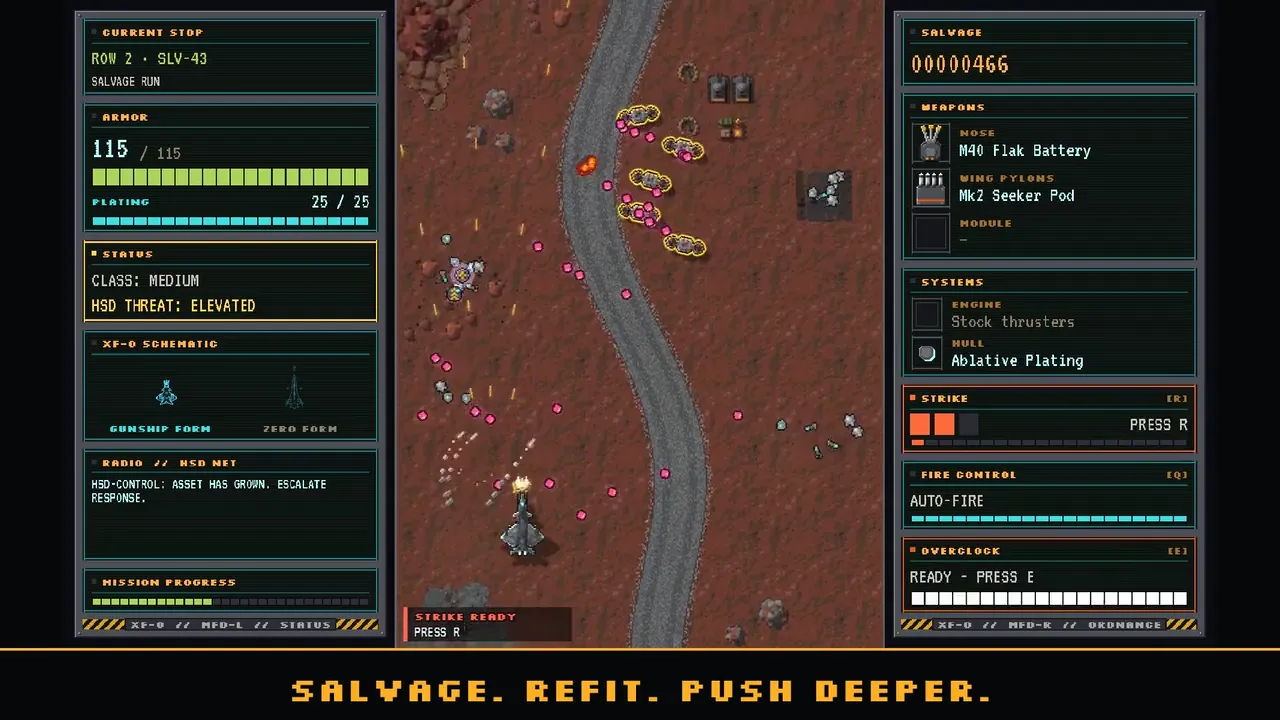 CURRENT STOP
ROW 2 · SLV-43
SALVAGE RUN
ARMOR
115 / 115
PLATING 25 / 25
STATUS
CLASS: MEDIUM
HSD THREAT: ELEVATED
XF-0 SCHEMATIC
GUNSHIP FORM ZERO FORM
RADIO // HSD NET
HSD-CONTROL: ASSET HAS GROWN. ESCALATE
RESPONSE.
MISSION PROGRESS
XF-0 // MFD-L // STATUS
STRIKE READY
PRESS R
SALVAGE
00000466
WEAPONS
NOSE
M40 Flak Battery
WING PYLONS
Mk2 Seeker Pod
MODULE
–
SYSTEMS
ENGINE
Stock thrusters
HULL
Ablative Plating
STRIKE [R]
PRESS R
FIRE CONTROL [Q]
AUTO-FIRE
OVERCLOCK [E]
READY - PRESS E
XF-0 // MFD-R // ORDNANCE
SALVAGE. REFIT. PUSH DEEPER.